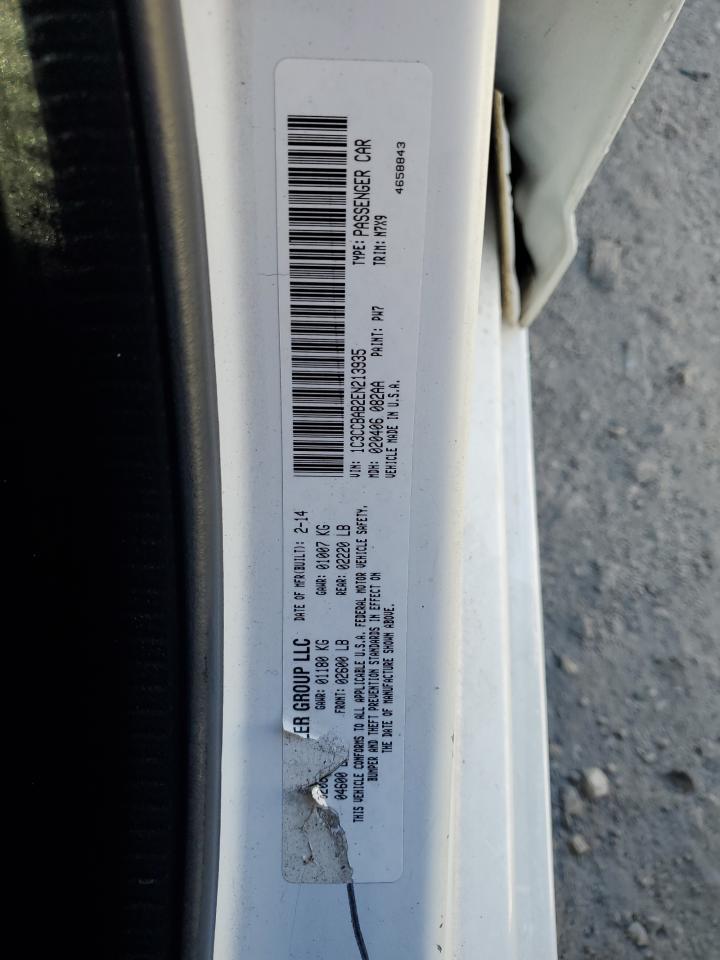 LER GROUP LLC DATE OF MFR(BUILT): 2-14
GAWR: 01180 KG GAWR: 01007 KG
04600 FRONT: 02600 LB REAR: 02220 LB
THIS VEHICLE CONFORMS TO ALL APPLICABLE U.S.A. FEDERAL MOTOR VEHICLE SAFETY,
BUMPER AND THEFT PREVENTION STANDARDS IN EFFECT ON
THE DATE OF MANUFACTURE SHOWN ABOVE.
VIN: 1C3CCBAB2EN213935 TYPE: PASSENGER CAR
MDH: 020406 082AA PAINT: PW7 TRIM: M7X9
VEHICLE MADE IN U.S.A. 4658843